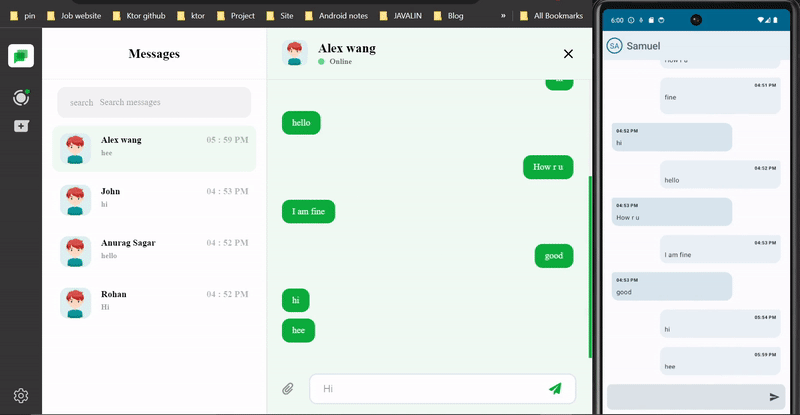 pin Job website Ktor github ktor Project Site Android notes JAVALIN Blog » All Bookmarks
Messages
search Search messages
Alex wang 05 : 59 PM
hee
John 04 : 53 PM
hi
Anurag Sagar 04 : 52 PM
hello
Rohan 04 : 52 PM
Hi
Alex wang
Online
hello
How r u
I am fine
good
hi
hee
Hi
6:00
SA Samuel
How r u
04:51 PM
fine
04:52 PM
hi
04:52 PM
hello
04:53 PM
How r u
04:53 PM
I am fine
04:53 PM
good
05:54 PM
hi
05:59 PM
hee